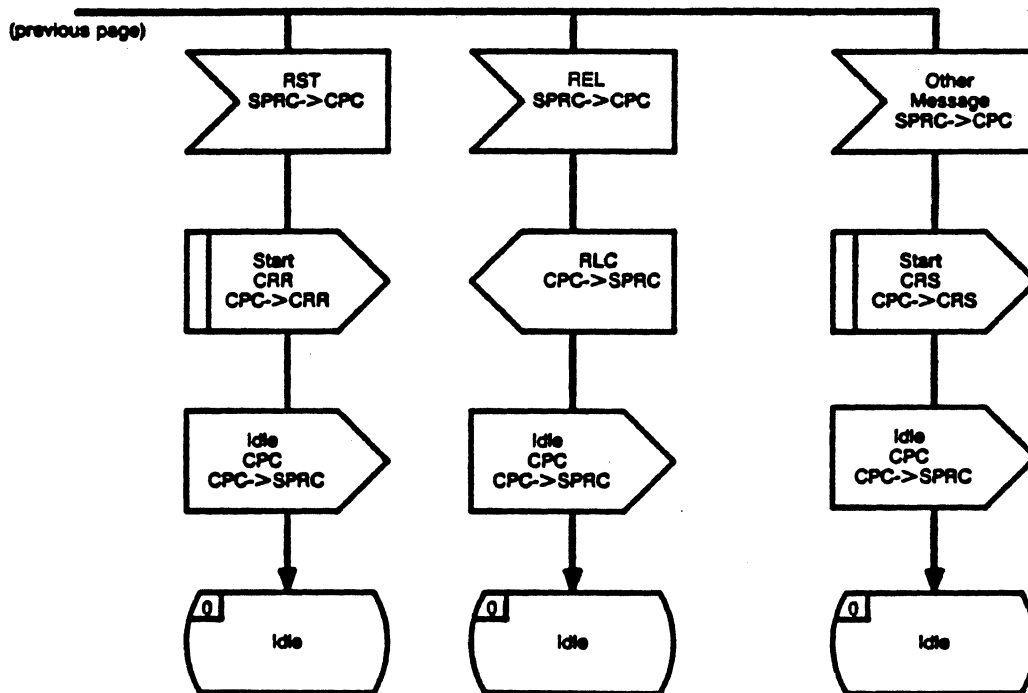 (previous page)
RST
SPRC->CPC
REL
SPRC->CPC
Other
Message
SPRC->CPC
Start
CRR
CPC->CRR
RLC
CPC->SPRC
Start
CRS
CPC->CRS
Idle
CPC
CPC->SPRC
Idle
CPC
CPC->SPRC
Idle
CPC
CPC->SPRC
0
Idle
0
Idle
0
Idle